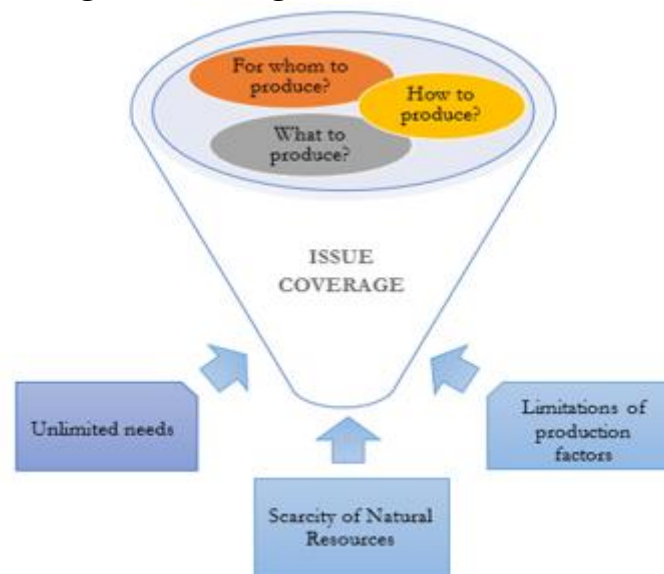 For whom to
produce?
How to
produce?
What to
produce?
ISSUE
COVERAGE
Unlimited needs
Limitations of
production
factors
Scarcity of Natural
Resources